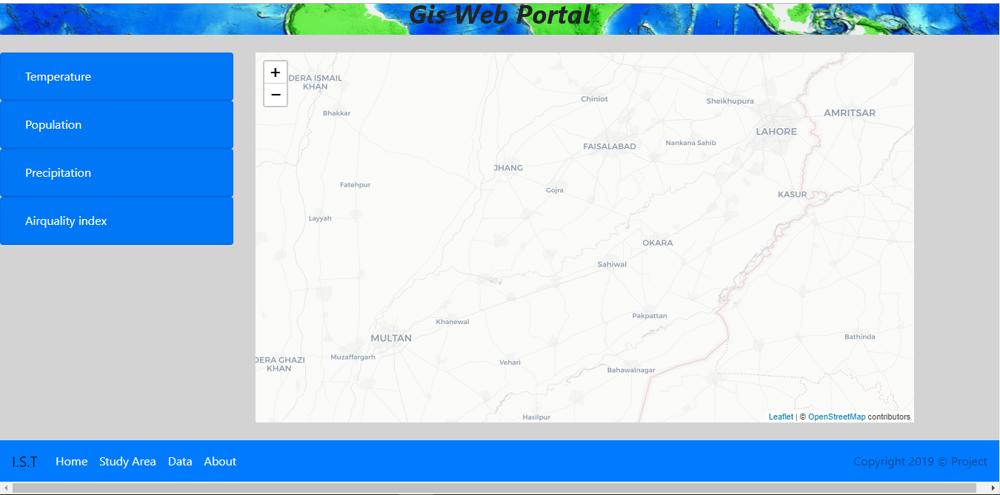 Gis Web Portal
Temperature
Population
Precipitation
Airquality index
+
−
DERA ISMAIL
KHAN
Bhakkar
Chiniot
Sheikhupura
AMRITSAR
LAHORE
FAISALABAD
Nankana Sahib
JHANG
Fatehpur
Gojra
KASUR
Layyah
OKARA
Sahiwal
Khanewal
Pakpattan
MULTAN
Bathinda
Muzaffargarh
DERA GHAZI
KHAN
Vehari
Bahawalnagar
Hasilpur
Leaflet | © OpenStreetMap contributors
I.S.T Home Study Area Data About Copyright 2019 © Project